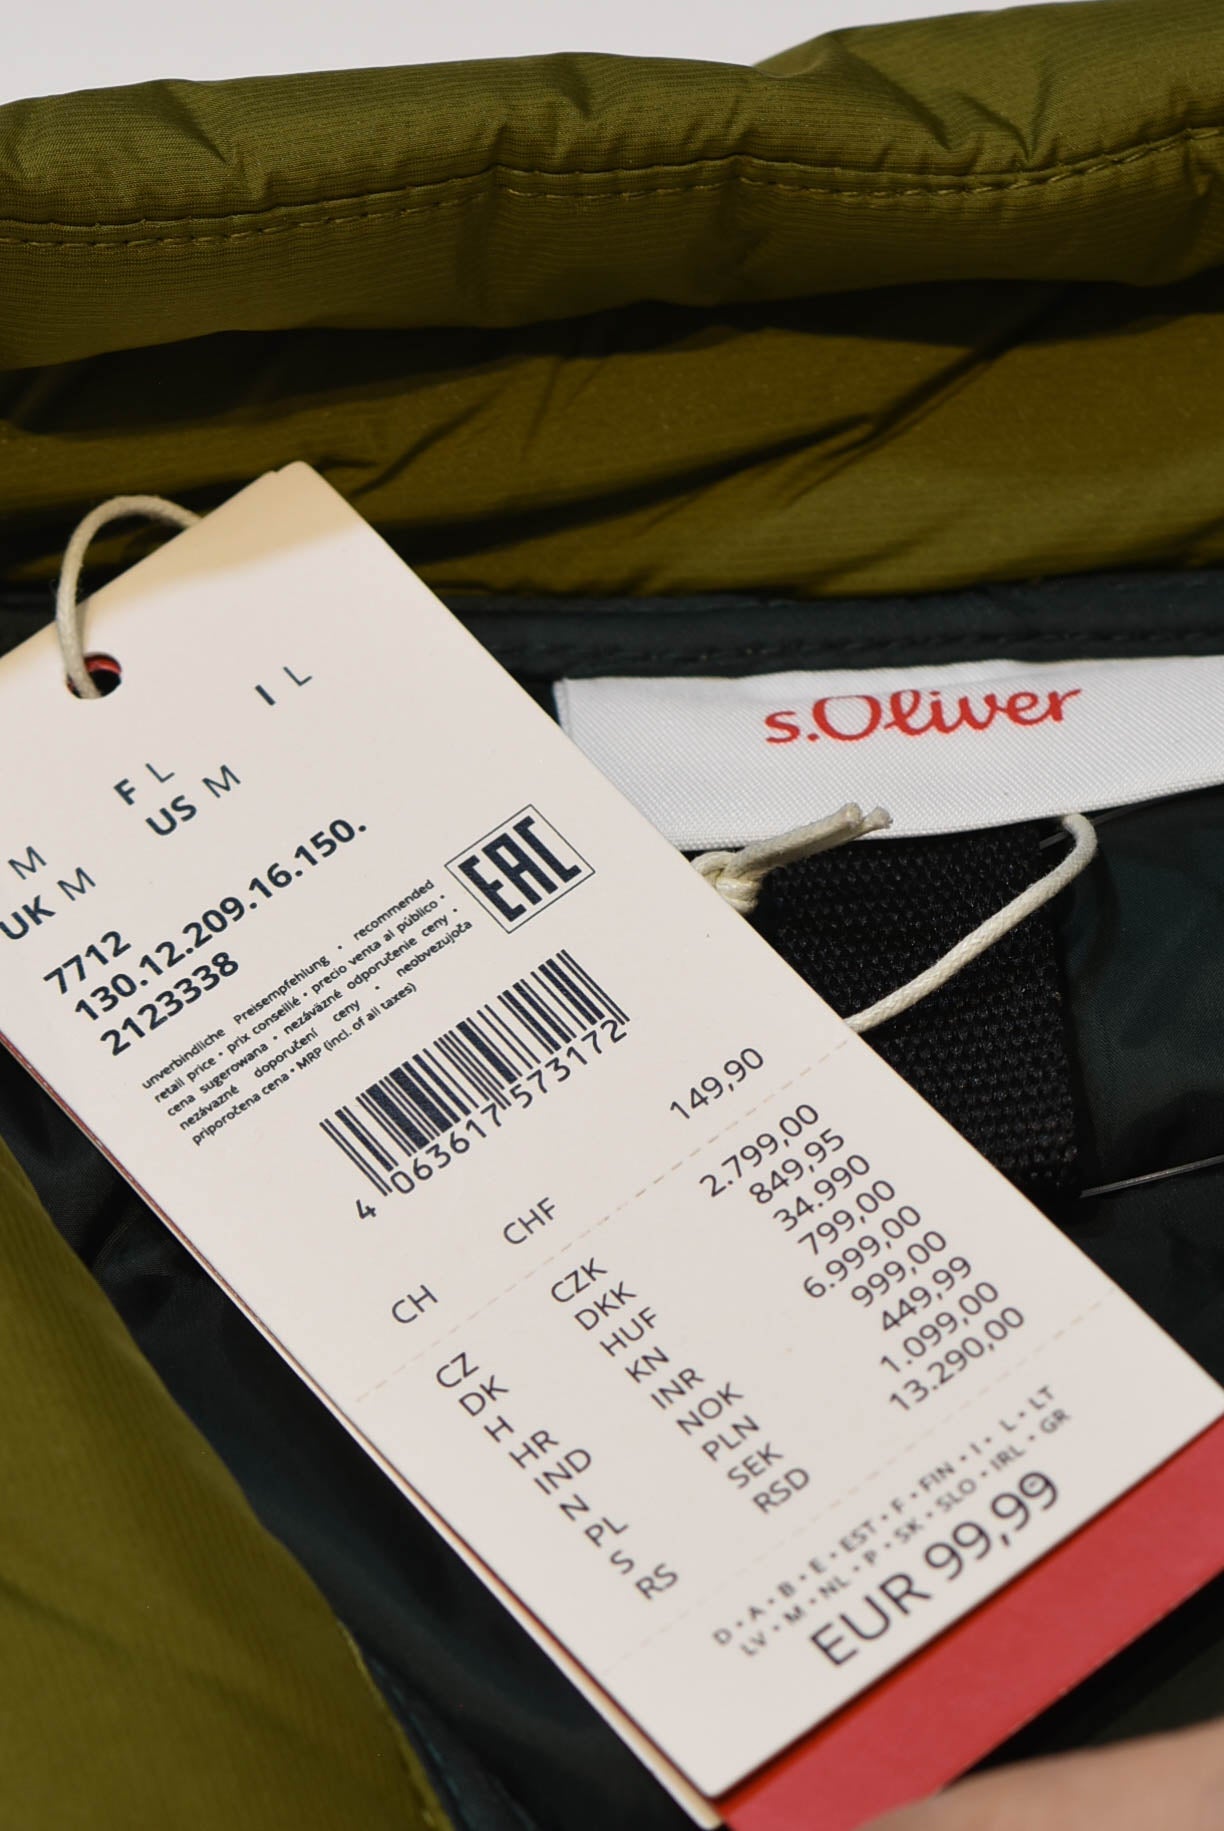 s.Oliver
M F L I L
UK M US M
7712
130.12.209.16.150.
2123338
EAC
unverbindliche Preisempfehlung • recommended
retail price • prix conseillé • precio venta al público •
cena sugerowana • nezáväzné odporučenie ceny •
nezávazné doporučení ceny • neobvezujoča
priporočena cena • MRP (incl. of all taxes)
4 063617 573172
CH CHF 149,90
CZ CZK 2.799,00
DK DKK 849,95
H HUF 34.990
HR KN 799,00
IND INR 6.999,00
N NOK 999,00
PL PLN 449,99
S SEK 1.099,00
RS RSD 13.290,00
D • A • B • E • EST • F • FIN • I • L • LT
LV • M • NL • P • SK • SLO • IRL • GR
EUR 99,99